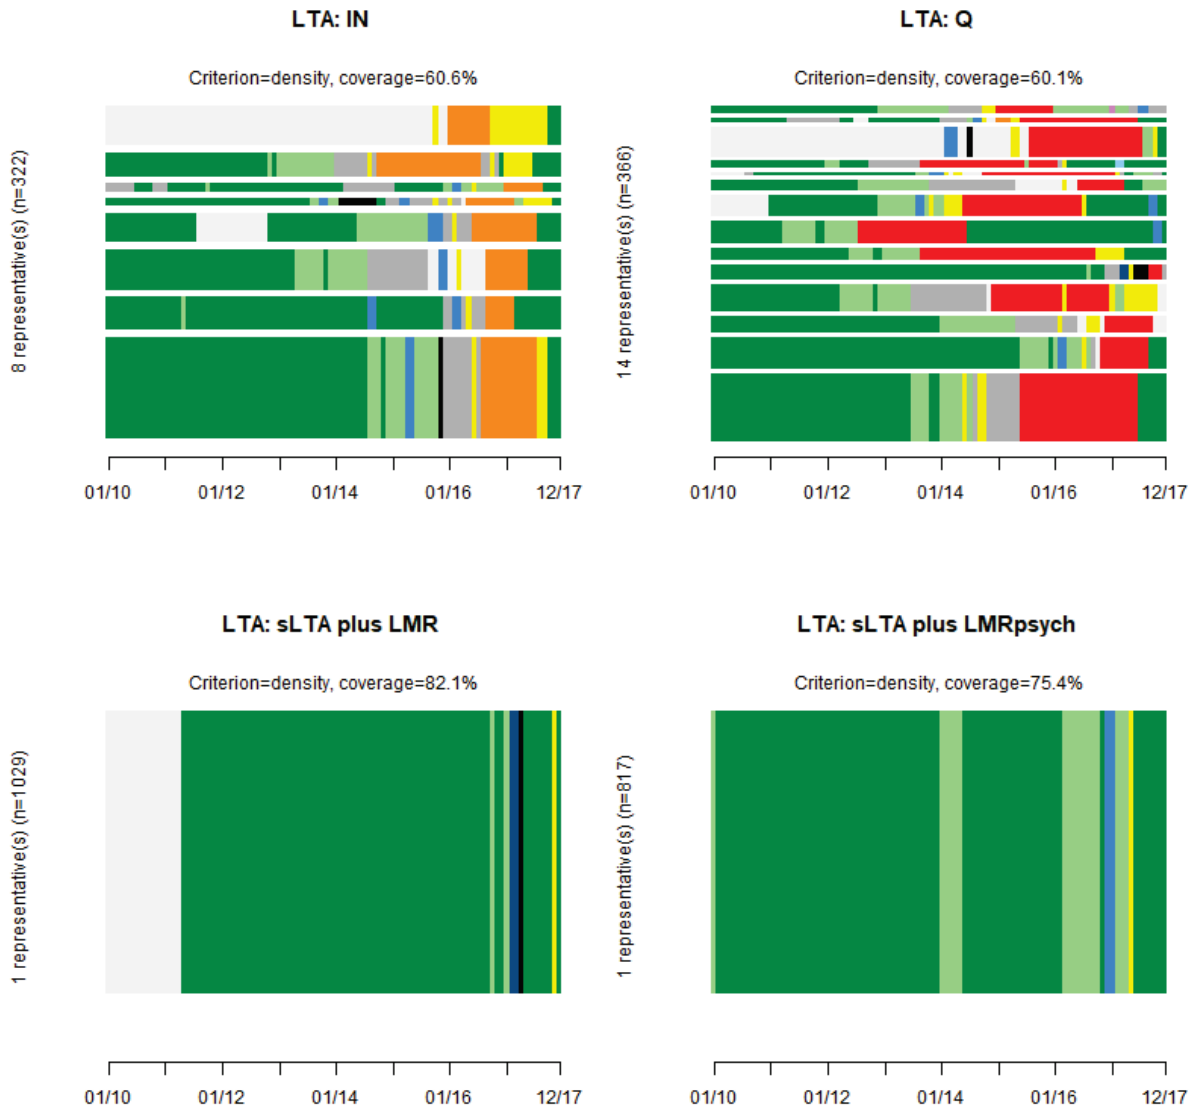 LTA: IN
Criterion=density, coverage=60.6%
8 representative(s) (n=322)
01/10 01/12 01/14 01/16 12/17
LTA: Q
Criterion=density, coverage=60.1%
14 representative(s) (n=366)
01/10 01/12 01/14 01/16 12/17
LTA: sLTA plus LMR
Criterion=density, coverage=82.1%
1 representative(s) (n=1029)
01/10 01/12 01/14 01/16 12/17
LTA: sLTA plus LMRpsych
Criterion=density, coverage=75.4%
1 representative(s) (n=817)
01/10 01/12 01/14 01/16 12/17